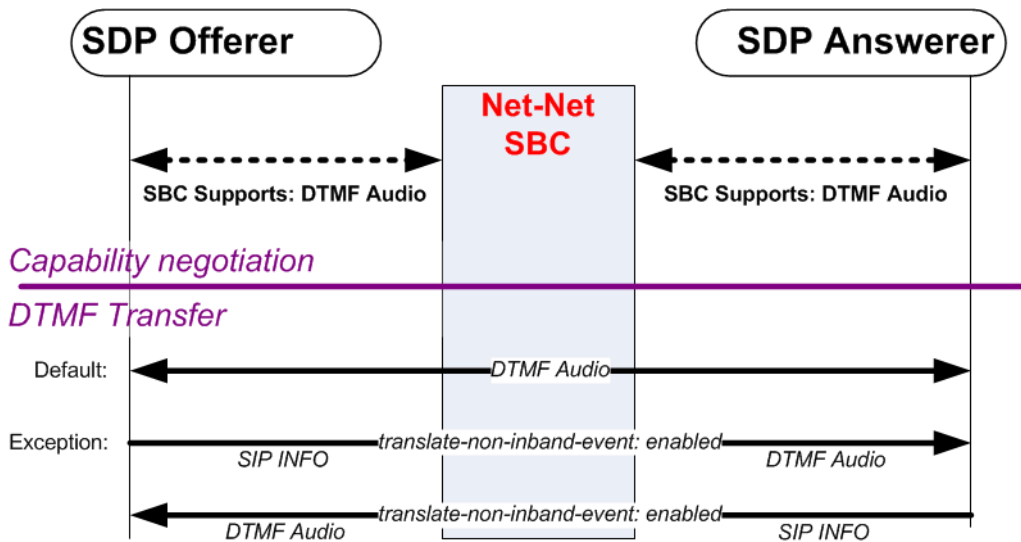 SDP Offerer
SDP Answerer
Net-Net
SBC
SBC Supports: DTMF Audio
SBC Supports: DTMF Audio
Capability negotiation
DTMF Transfer
Default:
DTMF Audio
Exception:
translate-non-inband-event: enabled
SIP INFO
DTMF Audio
translate-non-inband-event: enabled
DTMF Audio
SIP INFO